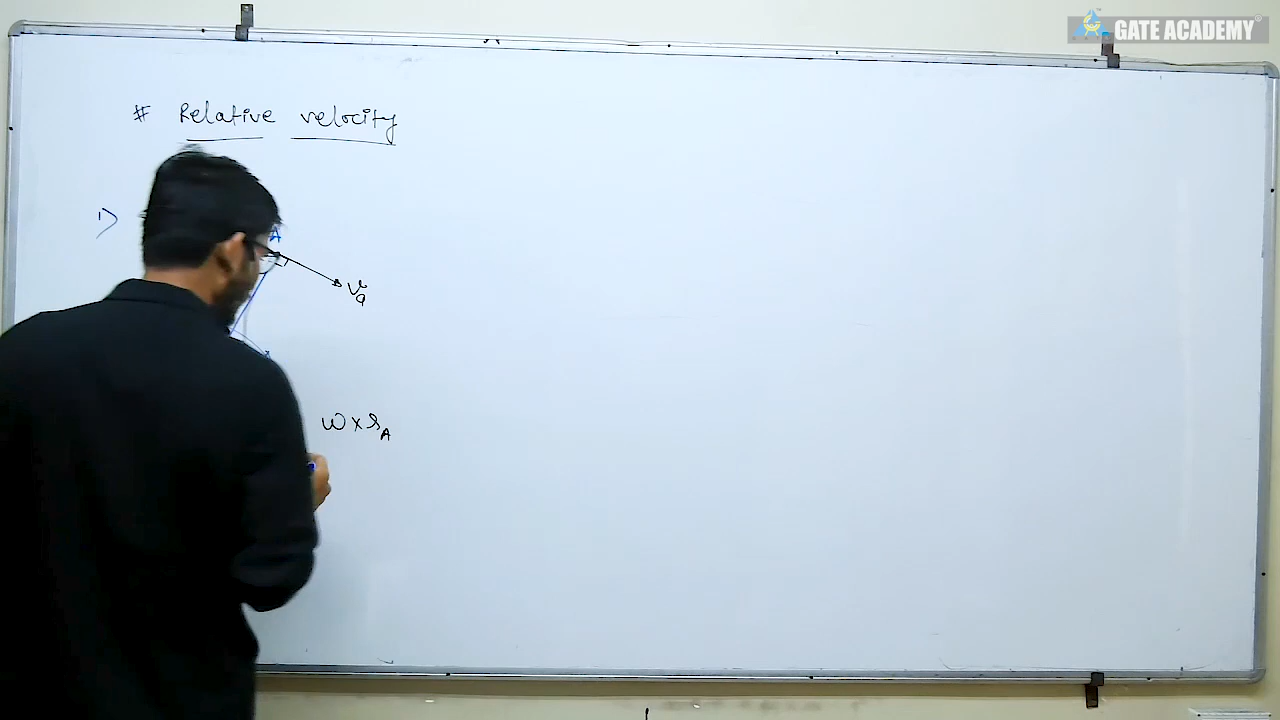 GATE ACADEMY®
# Relative velocity
1)
A
Va
ω × rA